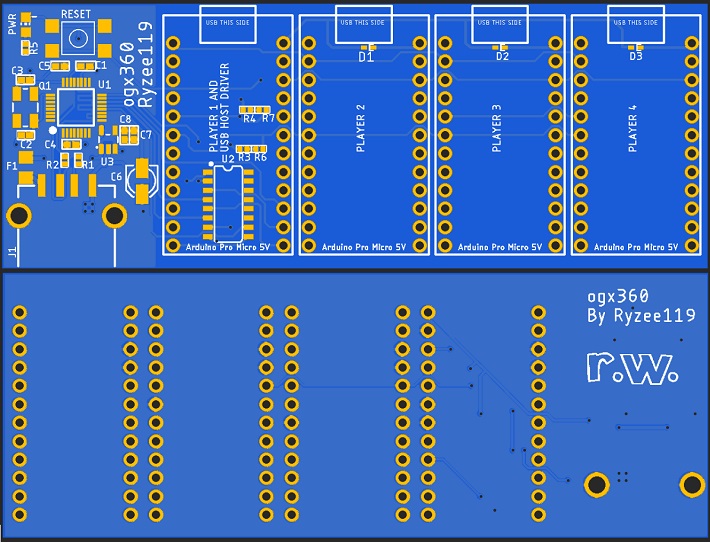 PWR
RESET
R5
C5
C1
C3
Q1
U1
ogx360
Ryzee119
C2
C4
C8
C7
R2
R1
U3
F1
C6
J1
USB THIS SIDE
PLAYER 1 AND
USB HOST DRIVER
R4 R7
R3 R6
U2
Arduino Pro Micro 5V
USB THIS SIDE
D1
PLAYER 2
Arduino Pro Micro 5V
USB THIS SIDE
D2
PLAYER 3
Arduino Pro Micro 5V
USB THIS SIDE
D3
PLAYER 4
Arduino Pro Micro 5V
ogx360
By Ryzee119
r.w.